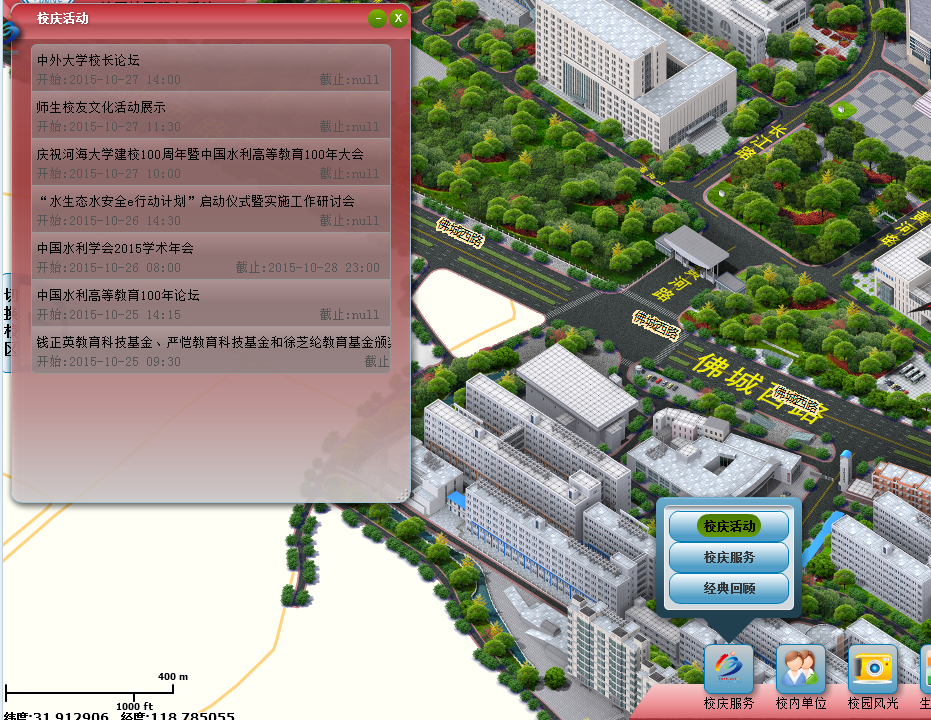 校庆活动
中外大学校长论坛
开始:2015-10-27 14:00 截止:null
师生校友文化活动展示
开始:2015-10-27 11:30 截止:null
庆祝河海大学建校100周年暨中国水利高等教育100年大会
开始:2015-10-27 10:00 截止:null
“水生态水安全e行动计划”启动仪式暨实施工作研讨会
开始:2015-10-26 14:30 截止:null
中国水利学会2015学术年会
开始:2015-10-26 08:00 截止:2015-10-28 23:00
中国水利高等教育100年论坛
开始:2015-10-25 14:15 截止:null
钱正英教育科技基金、严恺教育科技基金和徐芝纶教育基金颁
开始:2015-10-25 09:30 截止
切
换
校
区
长江路
黄河路
黄河路
佛城西路
佛城西路
佛城西路
佛城西路
校庆活动
校庆服务
经典回顾
校庆服务
校内单位
校园风光
400 m
1000 ft
纬度:31.912906 经度:118.785055